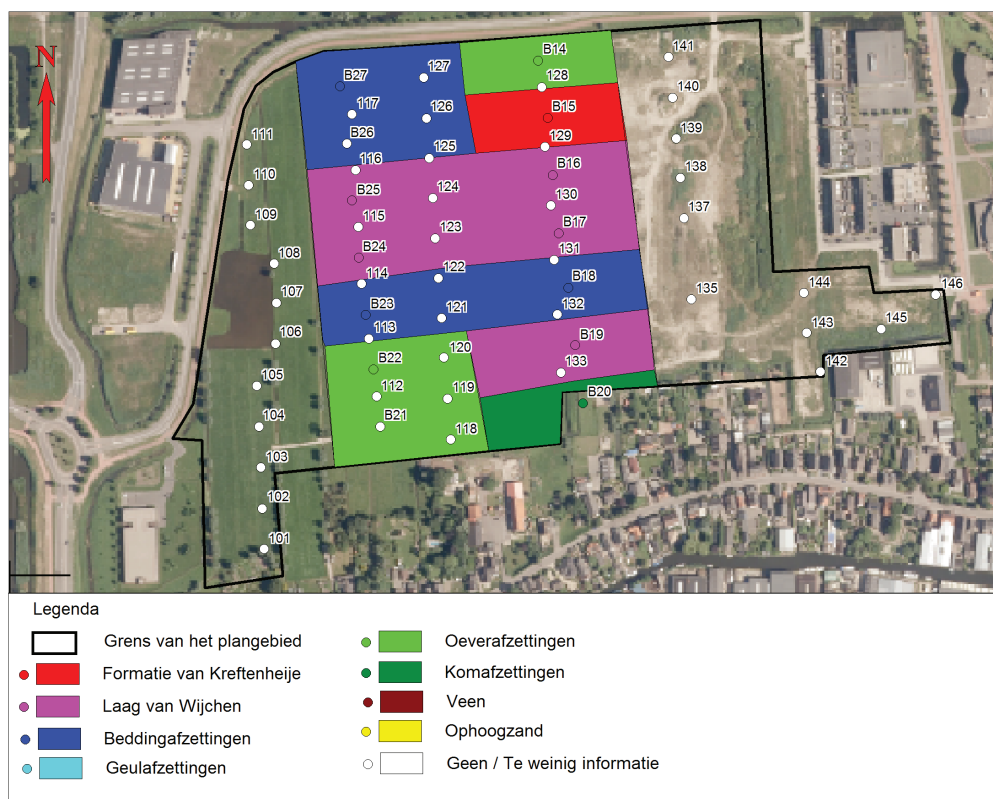 N
B14
141
B27
127
128
140
117
126
B15
B26
139
111
125
129
116
B16
138
110
124
B25
130
137
109
115
123
B17
B24
131
108
122
114
B18
144
146
107
135
B23
121
132
145
106
113
143
120
B19
B22
133
142
105
112
119
B20
104
B21
118
103
102
101
Legenda
Grens van het plangebied
Formatie van Kreftenheije
Laag van Wijchen
Beddingafzettingen
Geulafzettingen
Oeverafzettingen
Komafzettingen
Veen
Ophoogzand
Geen / Te weinig informatie